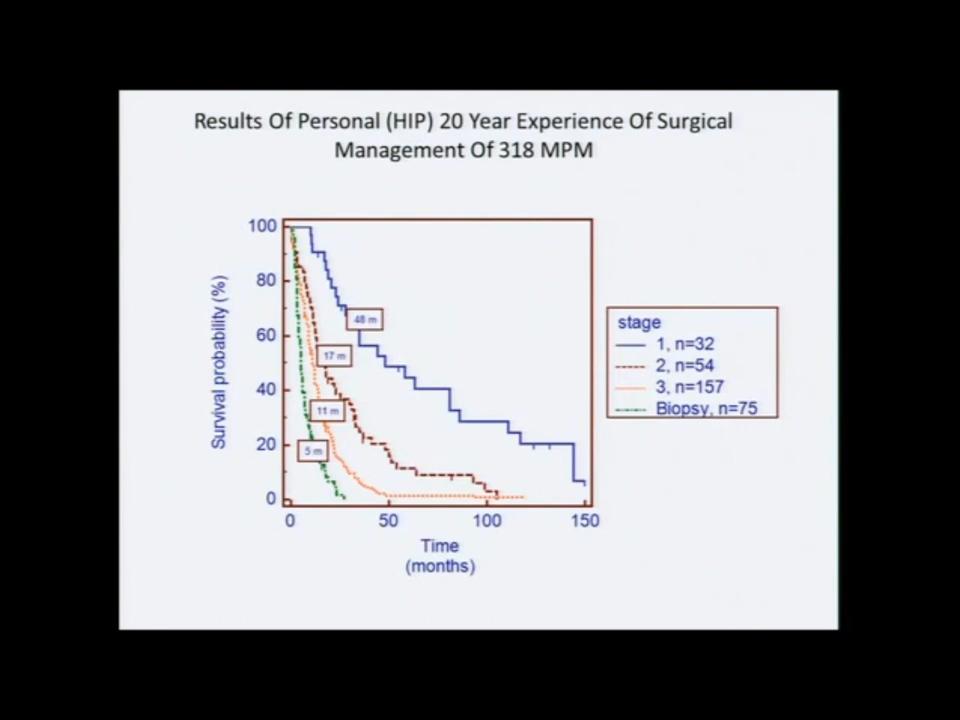 Results Of Personal (HIP) 20 Year Experience Of Surgical
Management Of 318 MPM
Survival probability (%)
100
80
60
40
20
0
48 m
17 m
11 m
5 m
0 50 100 150
Time
(months)
stage
1, n=32
2, n=54
3, n=157
Biopsy, n=75